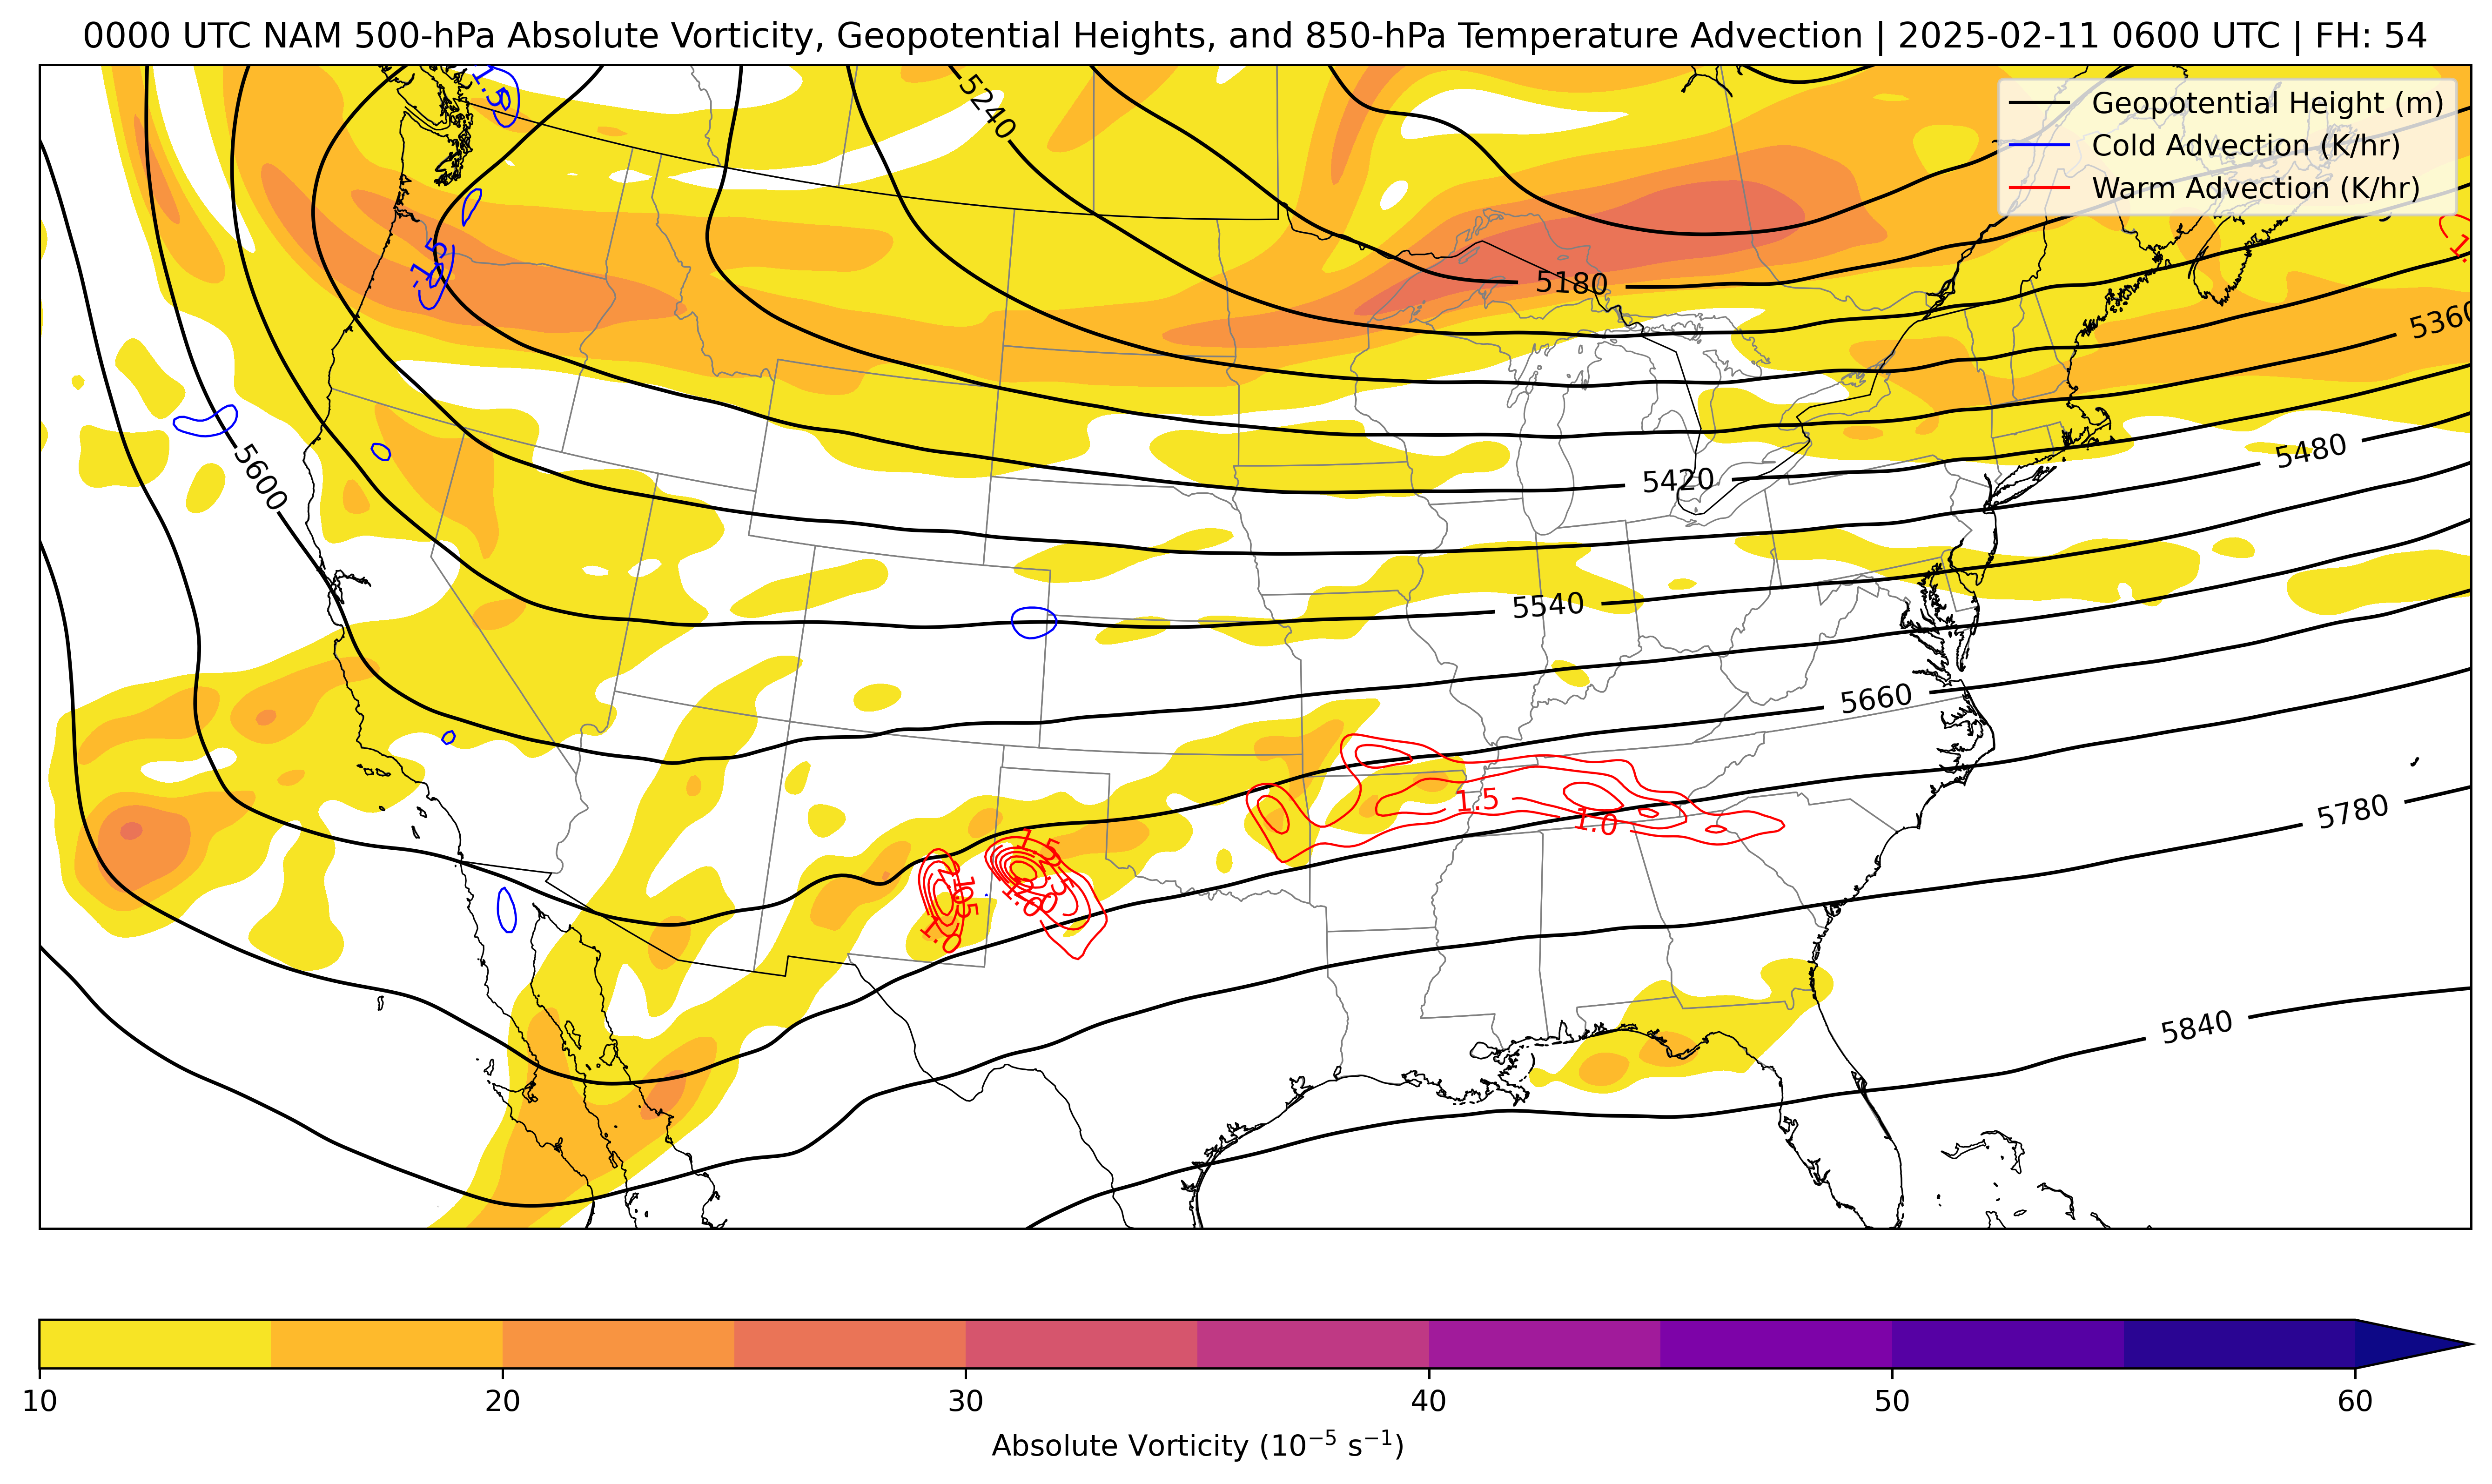 0000 UTC NAM 500-hPa Absolute Vorticity, Geopotential Heights, and 850-hPa Temperature Advection | 2025-02-11 0600 UTC | FH: 54
Geopotential Height (m)
Cold Advection (K/hr)
Warm Advection (K/hr)
5240
5180
-1.5
5360
5600
5480
5420
5540
5660
1.5
1.0
5780
1.0
5840
10 20 30 40 50 60
Absolute Vorticity (10⁻⁵ s⁻¹)